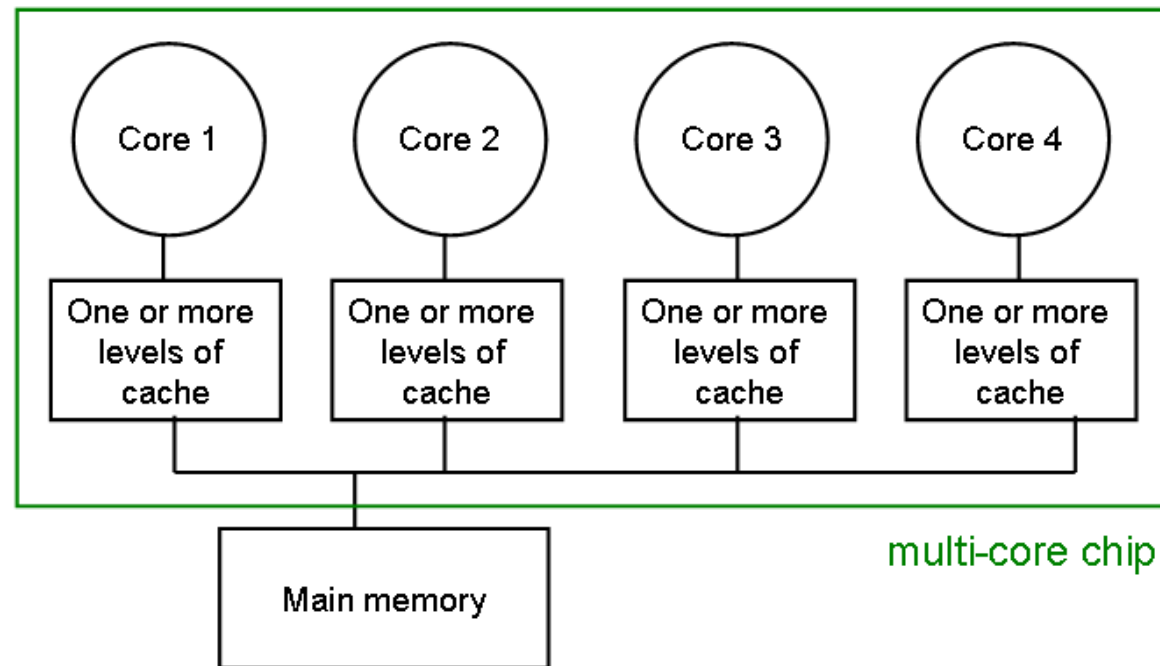 Core 1
Core 2
Core 3
Core 4
One or more
levels of
cache
One or more
levels of
cache
One or more
levels of
cache
One or more
levels of
cache
multi-core chip
Main memory